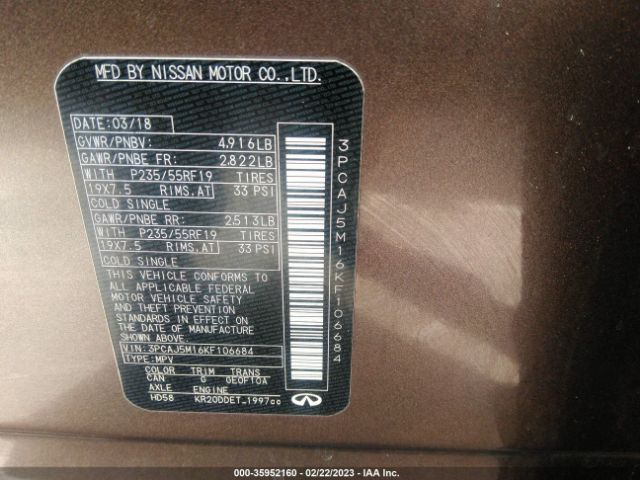 MFD BY NISSAN MOTOR CO.,LTD.
DATE: 03/18
GVWR/PNBV: 4,916LB
GAWR/PNBE FR: 2,822LB
WITH P235/55RF19 TIRES
19X7.5 RIMS,AT 33 PSI
COLD SINGLE
GAWR/PNBE RR: 2,513LB
WITH P235/55RF19 TIRES
19X7.5 RIMS,AT 33 PSI
COLD SINGLE
THIS VEHICLE CONFORMS TO
ALL APPLICABLE FEDERAL
MOTOR VEHICLE SAFETY
AND THEFT PREVENTION
STANDARDS IN EFFECT ON
THE DATE OF MANUFACTURE
SHOWN ABOVE.
VIN: 3PCAJ5M16KF106684
TYPE: MPV
COLOR TRIM TRANS
CAN G GE0F10A
AXLE ENGINE
HD58 KR20DDET_1997cc
3PCAJ5M16KF106684
000-35952160 - 02/22/2023 - IAA Inc.